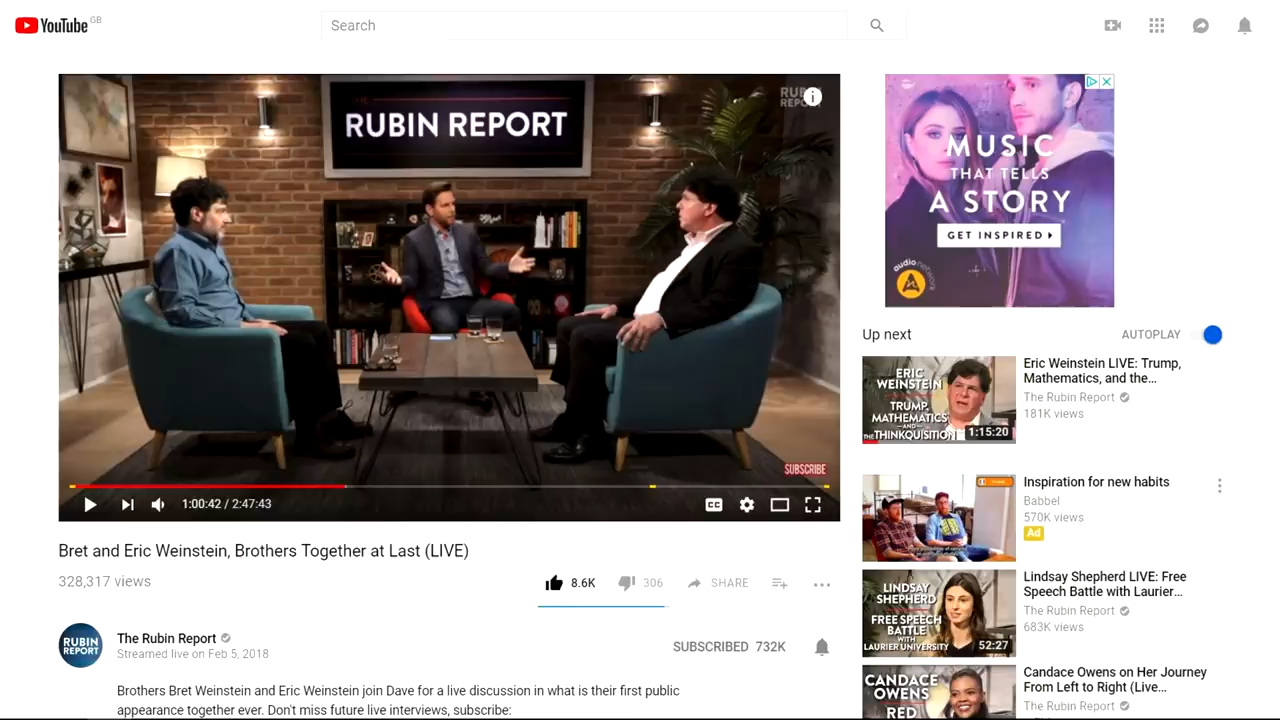 YouTube GB
Search
RUBIN REPORT
RUBIN REPORT
SUBSCRIBE
1:00:42 / 2:47:43
Bret and Eric Weinstein, Brothers Together at Last (LIVE)
328,317 views
8.6K
306
SHARE
RUBIN
REPORT
The Rubin Report
Streamed live on Feb 5, 2018
SUBSCRIBED 732K
Brothers Bret Weinstein and Eric Weinstein join Dave for a live discussion in what is their first public
appearance together ever. Don't miss future live interviews, subscribe:
MUSIC
THAT TELLS
A STORY
GET INSPIRED
audio network
Up next
AUTOPLAY
ERIC
WEINSTEIN
TRUMP,
MATHEMATICS
AND
THE THINKQUISITION
1:15:20
Eric Weinstein LIVE: Trump,
Mathematics, and the…
The Rubin Report
181K views
Inspiration for new habits
Babbel
570K views
Ad
LINDSAY
SHEPHERD
FREE SPEECH
BATTLE
WITH
LAURIER UNIVERSITY
52:27
Lindsay Shepherd LIVE: Free
Speech Battle with Laurier…
The Rubin Report
683K views
CANDACE
OWENS
RED
Candace Owens on Her Journey
From Left to Right (Live…
The Rubin Report